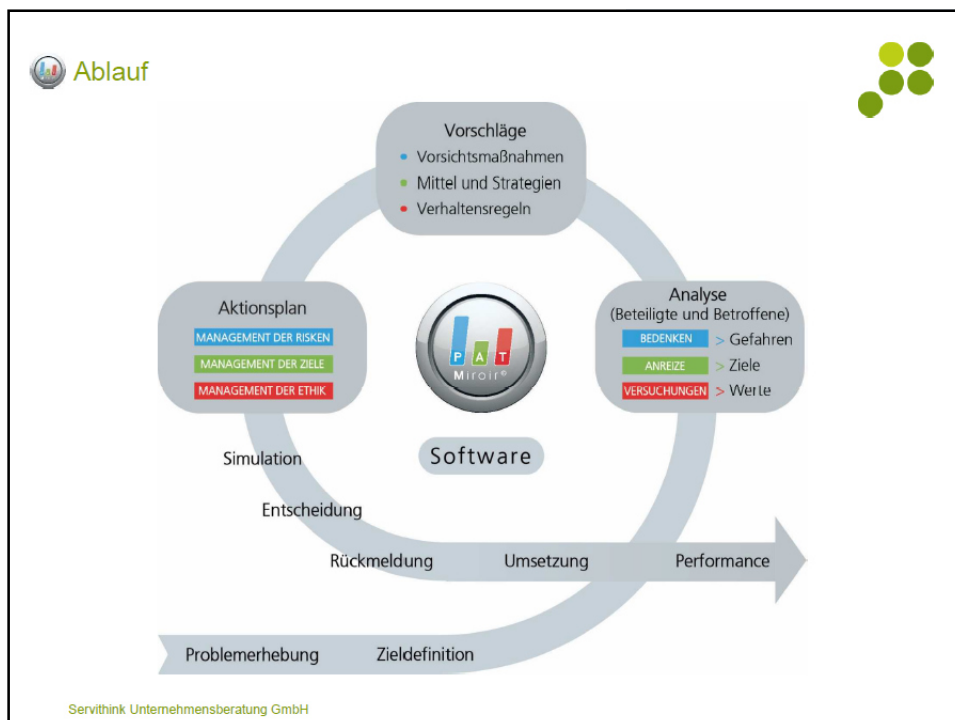 Ablauf
Vorschläge
• Vorsichtsmaßnahmen
• Mittel und Strategien
• Verhaltensregeln
Aktionsplan
MANAGEMENT DER RISKEN
MANAGEMENT DER ZIELE
MANAGEMENT DER ETHIK
P A T
Miroir®
Software
Analyse
(Beteiligte und Betroffene)
BEDENKEN > Gefahren
ANREIZE > Ziele
VERSUCHUNGEN > Werte
Simulation
Entscheidung
Rückmeldung Umsetzung Performance
Problemerhebung Zieldefinition
Servithink Unternehmensberatung GmbH